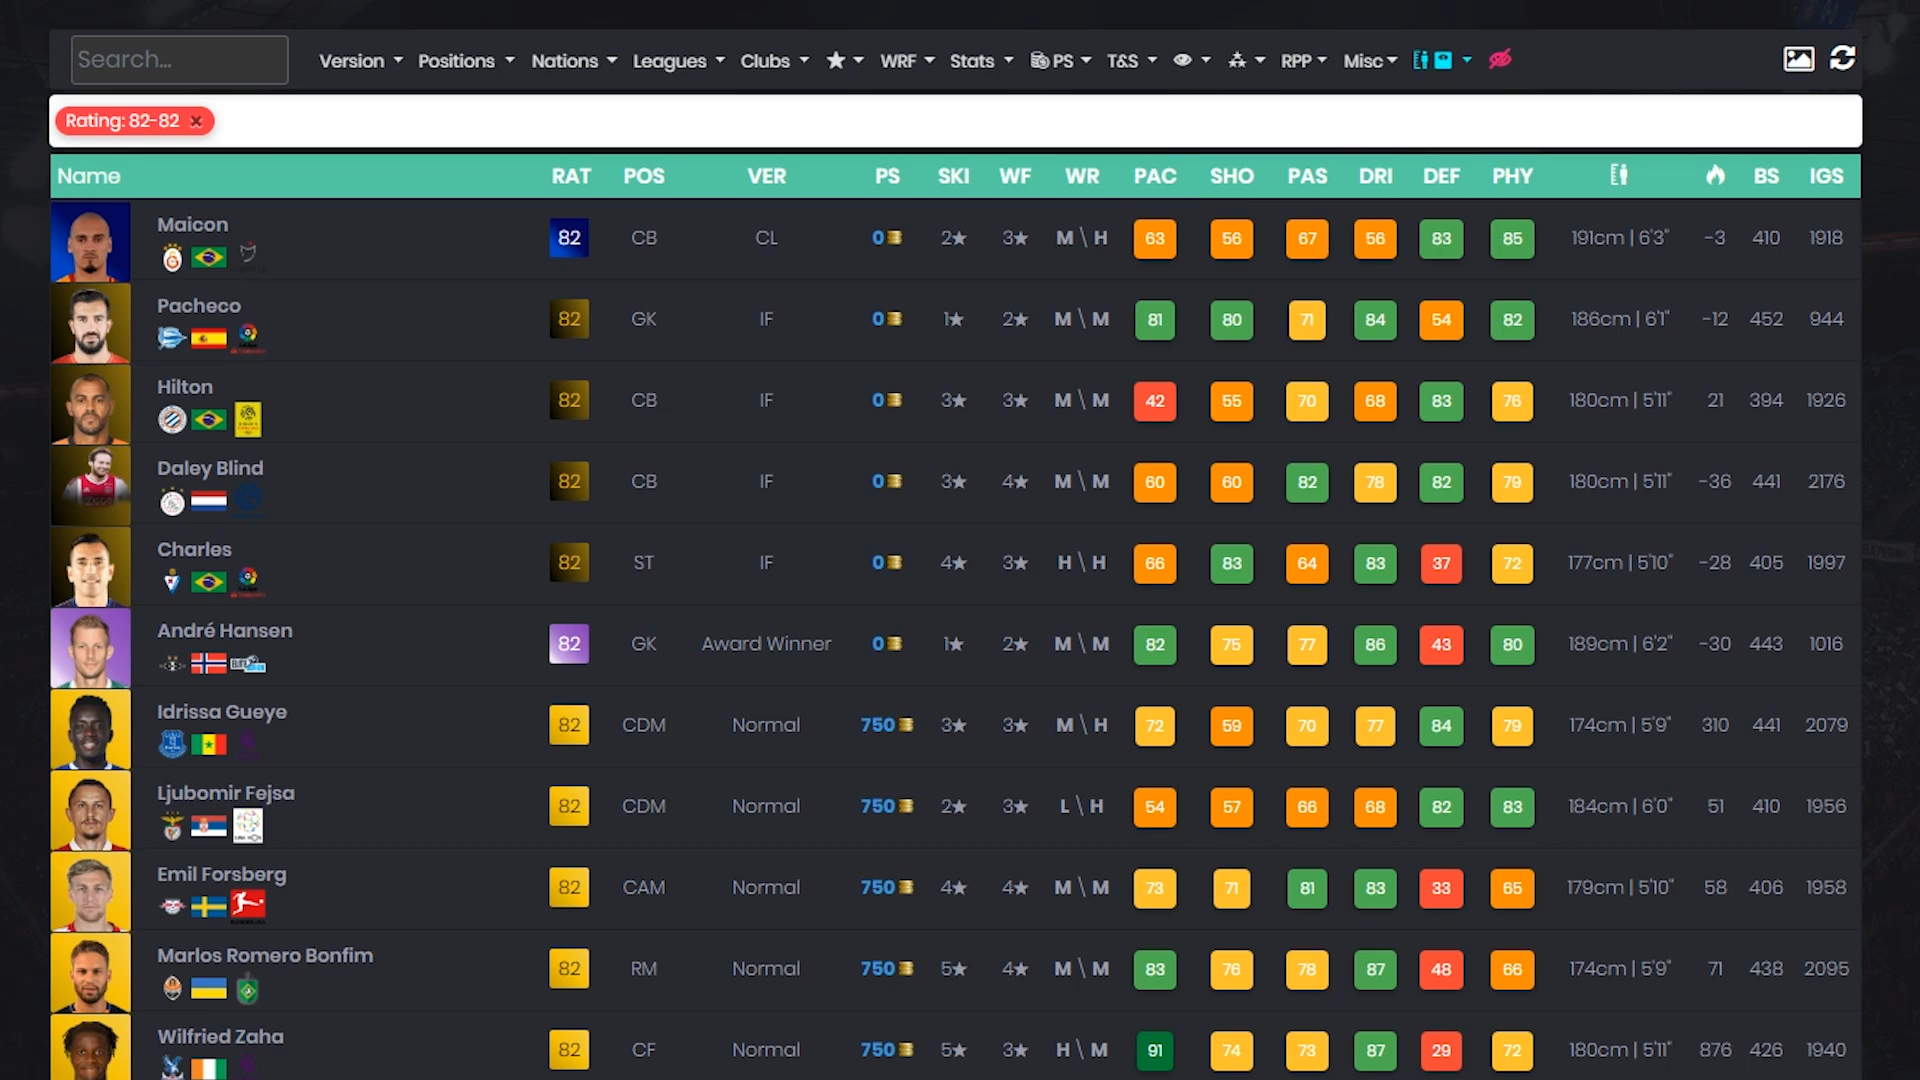 Search... Version Positions Nations Leagues Clubs WRF Stats PS T&S RPP Misc
Rating: 82-82 ×
Name RAT POS VER PS SKI WF WR PAC SHO PAS DRI DEF PHY BS IGS
Maicon 82 CB CL 0 2★ 3★ M \ H 63 56 67 56 83 85 191cm | 6'3" -3 410 1918
Pacheco 82 GK IF 0 1★ 2★ M \ M 81 80 71 84 54 82 186cm | 6'1" -12 452 944
Hilton 82 CB IF 0 3★ 3★ M \ M 42 55 70 68 83 76 180cm | 5'11" 21 394 1926
Daley Blind 82 CB IF 0 3★ 4★ M \ M 60 60 82 78 82 79 180cm | 5'11" -36 441 2176
Charles 82 ST IF 0 4★ 3★ H \ H 66 83 64 83 37 72 177cm | 5'10" -28 405 1997
André Hansen 82 GK Award Winner 0 1★ 2★ M \ M 82 75 77 86 43 80 189cm | 6'2" -30 443 1016
Idrissa Gueye 82 CDM Normal 750 3★ 3★ M \ H 72 59 70 77 84 79 174cm | 5'9" 310 441 2079
Ljubomir Fejsa 82 CDM Normal 750 2★ 3★ L \ H 54 57 66 68 82 83 184cm | 6'0" 51 410 1956
Emil Forsberg 82 CAM Normal 750 4★ 4★ M \ M 73 71 81 83 33 65 179cm | 5'10" 58 406 1958
Marlos Romero Bonfim 82 RM Normal 750 5★ 4★ M \ M 83 76 78 87 48 66 174cm | 5'9" 71 438 2095
Wilfried Zaha 82 CF Normal 750 5★ 3★ H \ M 91 74 73 87 29 72 180cm | 5'11" 876 426 1940